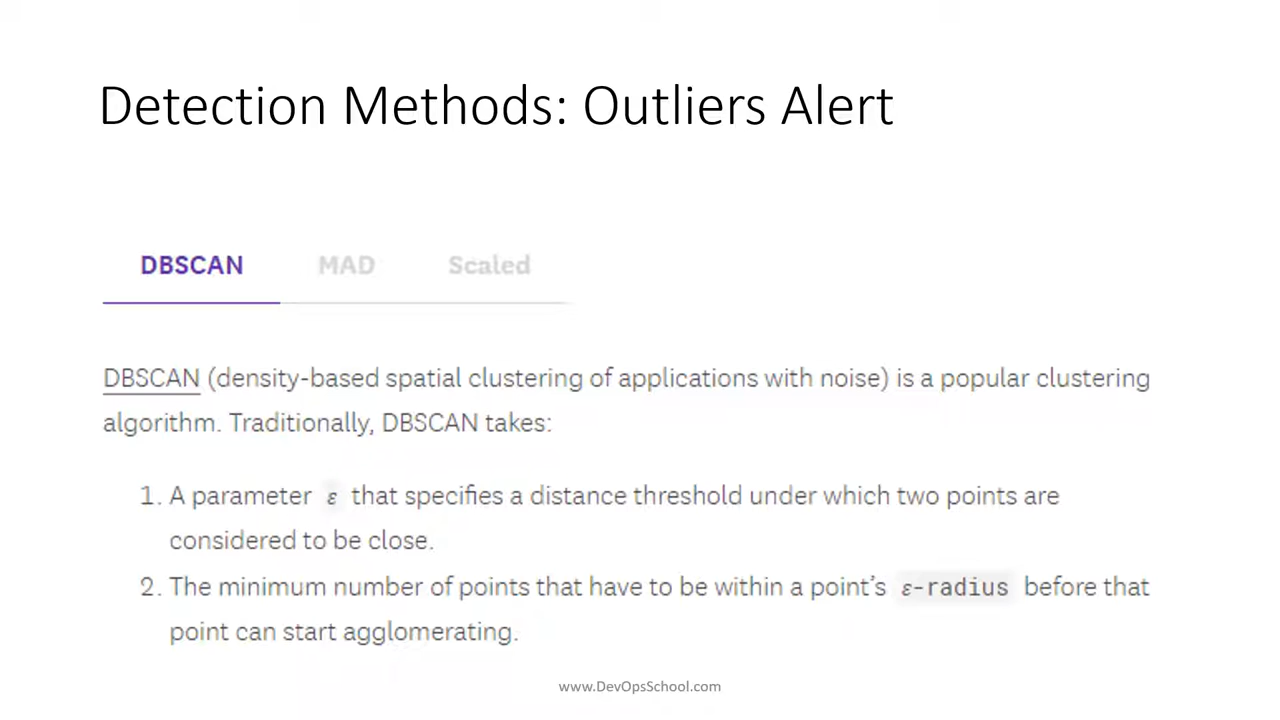 Detection Methods: Outliers Alert
DBSCAN MAD Scaled
DBSCAN (density-based spatial clustering of applications with noise) is a popular clustering
algorithm. Traditionally, DBSCAN takes:
1. A parameter ε that specifies a distance threshold under which two points are
considered to be close.
2. The minimum number of points that have to be within a point’s ε-radius before that
point can start agglomerating.
www.DevOpsSchool.com